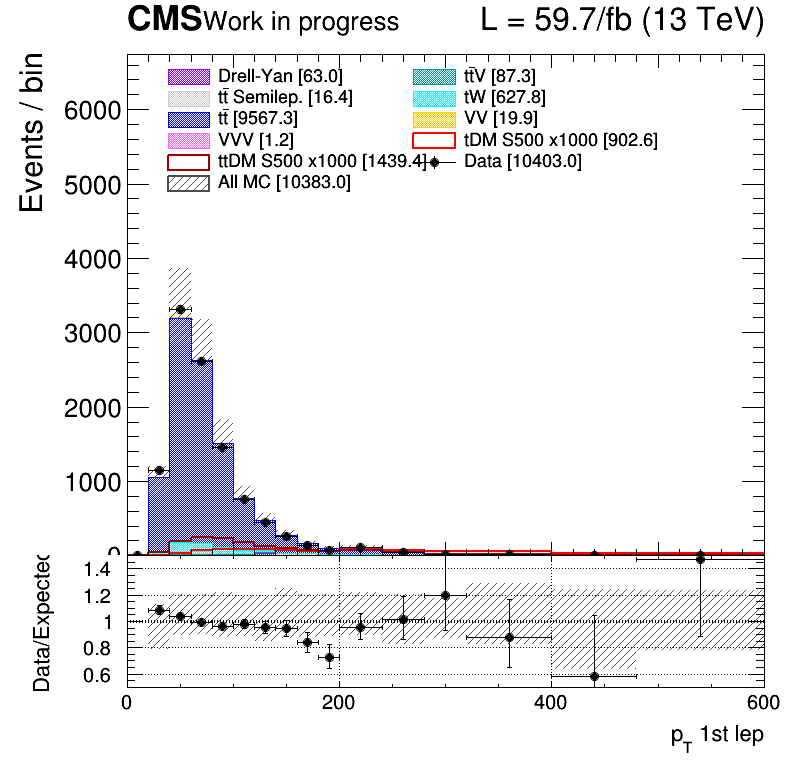 CMS Work in progress L = 59.7/fb (13 TeV)
Events / bin
Drell-Yan [63.0]
tt̄V [87.3]
tt̄ Semilep. [16.4]
tW [627.8]
tt̄ [9567.3]
VV [19.9]
VVV [1.2]
tDM S500 x1000 [902.6]
ttDM S500 x1000 [1439.4]
Data [10403.0]
All MC [10383.0]
6000
5000
4000
3000
2000
1000
0
Data/Expected
1.4
1.2
1
0.8
0.6
0 200 400 600
p_T 1st lep